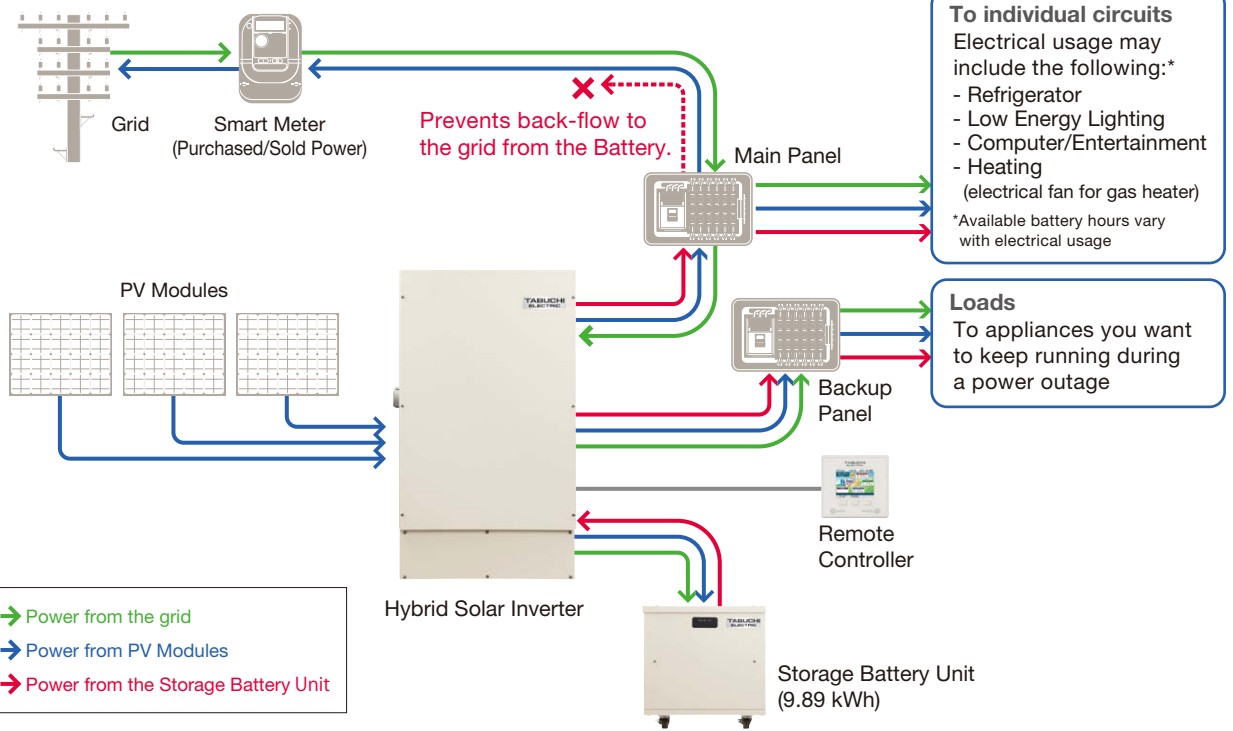 Grid
Smart Meter
(Purchased/Sold Power)
Prevents back-flow to
the grid from the Battery.
Main Panel
To individual circuits
Electrical usage may
include the following:*
- Refrigerator
- Low Energy Lighting
- Computer/Entertainment
- Heating
(electrical fan for gas heater)
*Available battery hours vary
with electrical usage
PV Modules
TABUCHI
ELECTRIC
Backup
Panel
Loads
To appliances you want
to keep running during
a power outage
TABUCHI
ELECTRIC
Remote
Controller
Hybrid Solar Inverter
TABUCHI
ELECTRIC
Storage Battery Unit
(9.89 kWh)
Power from the grid
Power from PV Modules
Power from the Storage Battery Unit